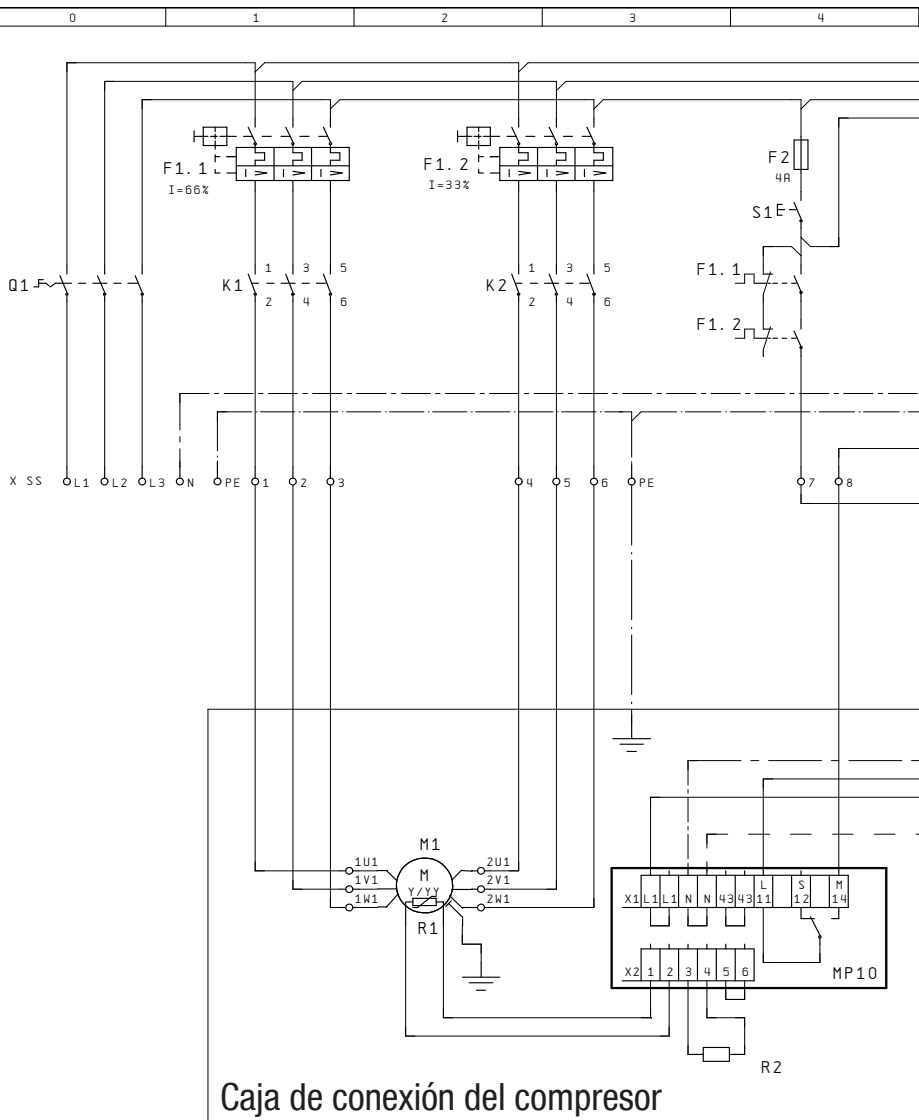 0 1 2 3 4
F1.1
I=66%
F1.2
I=33%
F2
4A
S1
Q1
K1
1 3 5
2 4 6
K2
1 3 5
2 4 6
F1.1
F1.2
X SS L1 L2 L3 N PE 1 2 3 4 5 6 PE 7 8
M1
1U1
1V1
1W1
M
Y/YY
R1
2U1
2V1
2W1
L S M
X1 L1 L1 N N 43 43 11 12 14
X2 1 2 3 4 5 6
MP10
R2
Caja de conexión del compresor